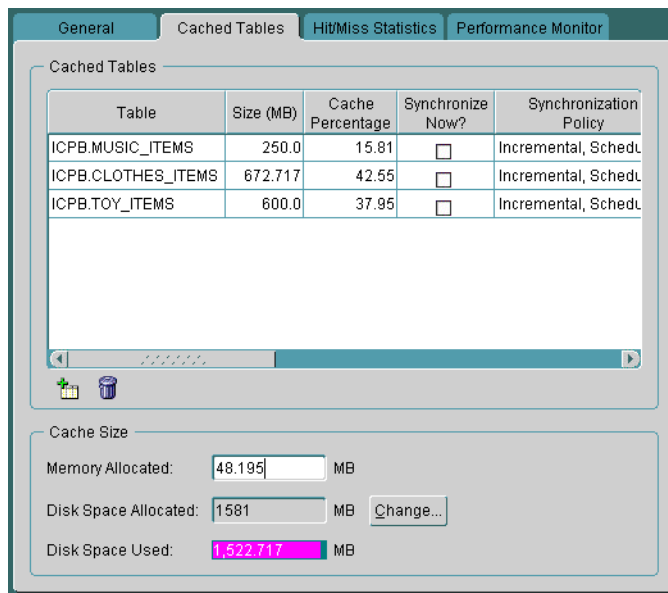 General Cached Tables Hit/Miss Statistics Performance Monitor
Cached Tables
Table Size (MB) Cache Percentage Synchronize Now? Synchronization Policy
ICPB.MUSIC_ITEMS 250.0 15.81 Incremental, Schedu
ICPB.CLOTHES_ITEMS 672.717 42.55 Incremental, Schedu
ICPB.TOY_ITEMS 600.0 37.95 Incremental, Schedu
Cache Size
Memory Allocated: 48.195 MB
Disk Space Allocated: 1581 MB Change...
Disk Space Used: 1,522.717 MB